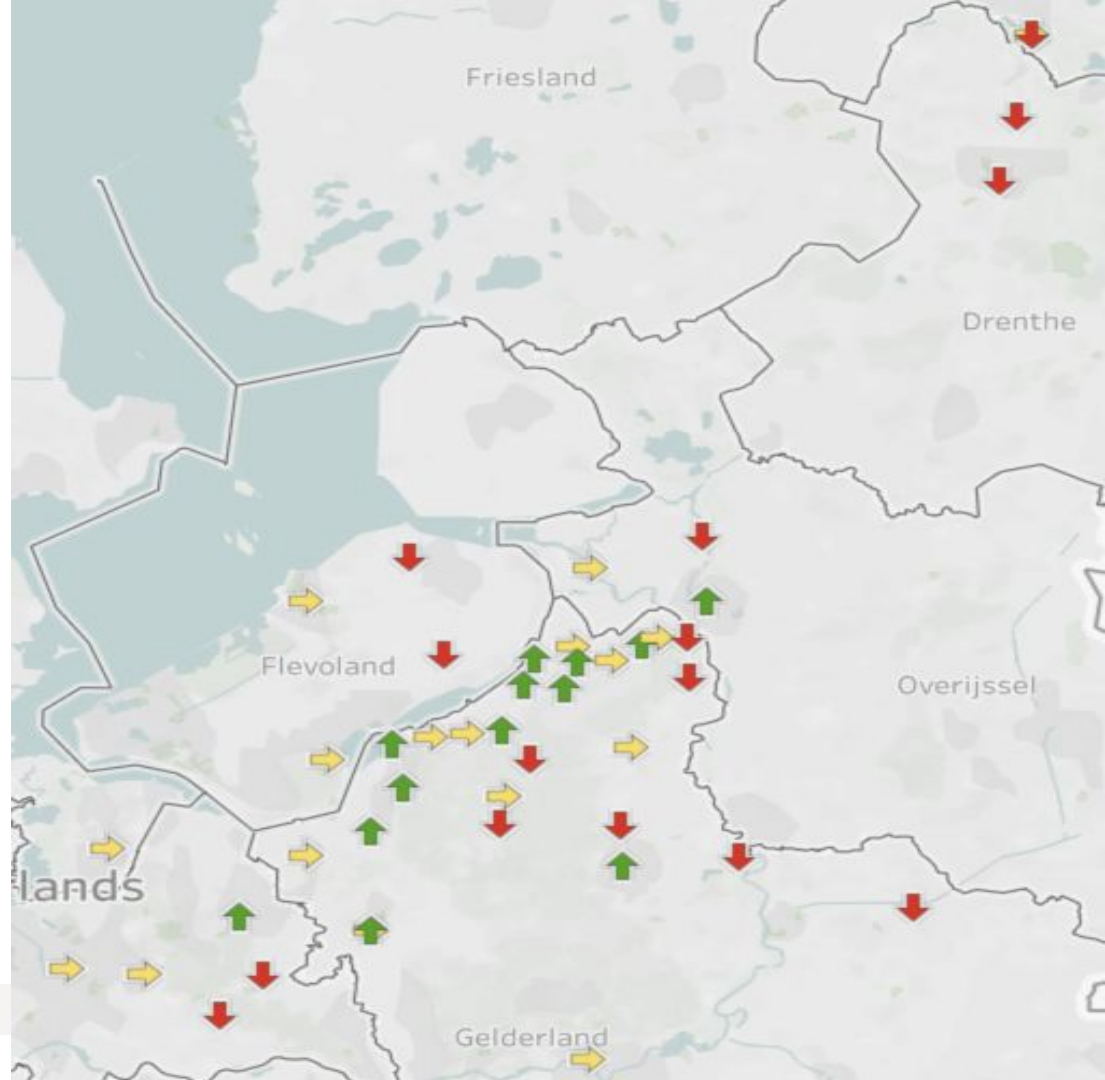 Friesland
Drenthe
Flevoland
Overijssel
lands
Gelderland